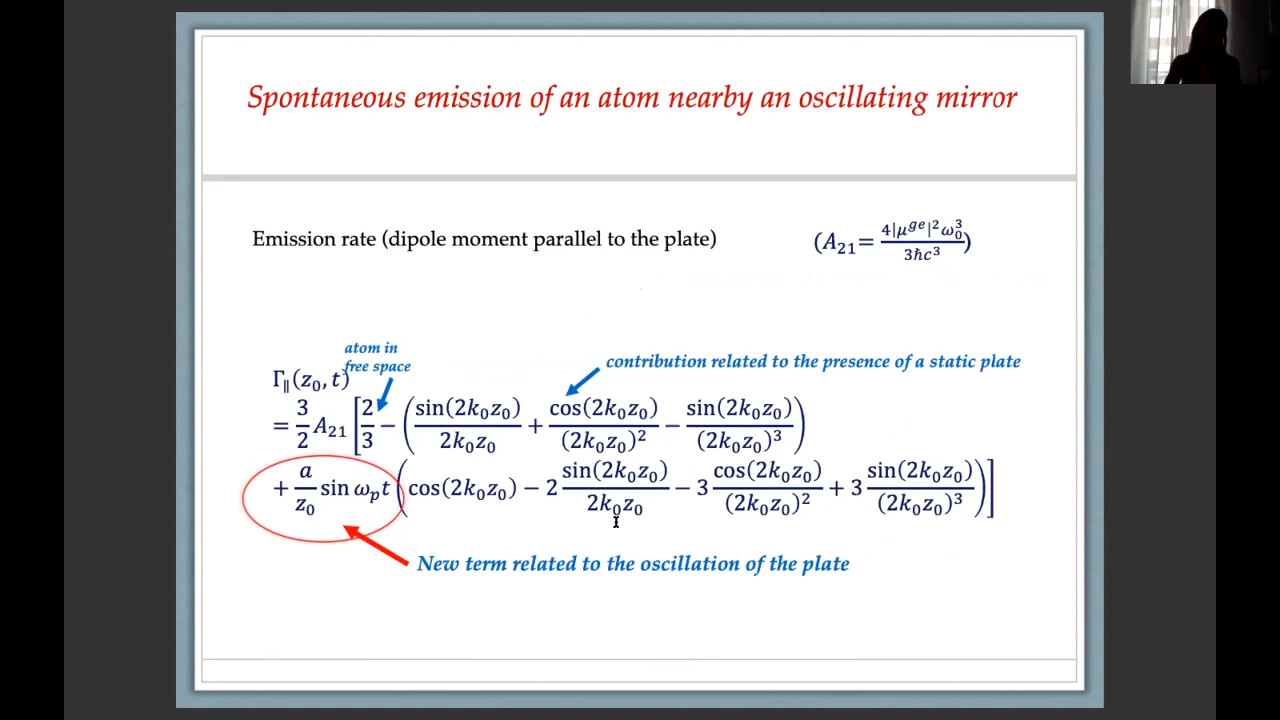 Spontaneous emission of an atom nearby an oscillating mirror
Emission rate (dipole moment parallel to the plate)
(A₂₁= 4|μ^{ge}|²ω₀³ / 3ħc³)
atom in
free space
contribution related to the presence of a static plate
Γ∥(z₀, t)
= 3/2 A₂₁ [2/3 − (sin(2k₀z₀)/2k₀z₀ + cos(2k₀z₀)/(2k₀z₀)² − sin(2k₀z₀)/(2k₀z₀)³)
+ a/z₀ sin ωₚt (cos(2k₀z₀) − 2 sin(2k₀z₀)/2k₀z₀ − 3 cos(2k₀z₀)/(2k₀z₀)² + 3 sin(2k₀z₀)/(2k₀z₀)³)]
New term related to the oscillation of the plate